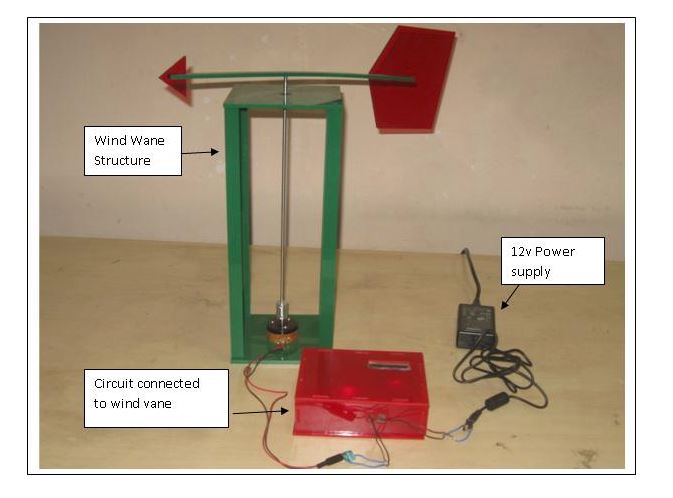 Wind Wane
Structure
12v Power
supply
Circuit connected
to wind vane